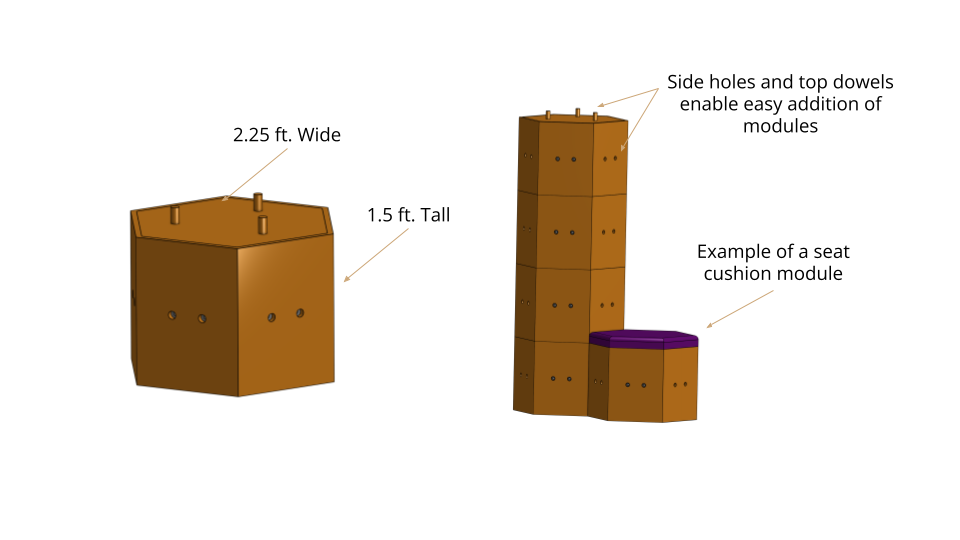 2.25 ft. Wide
1.5 ft. Tall
Side holes and top dowels
enable easy addition of
modules
Example of a seat
cushion module